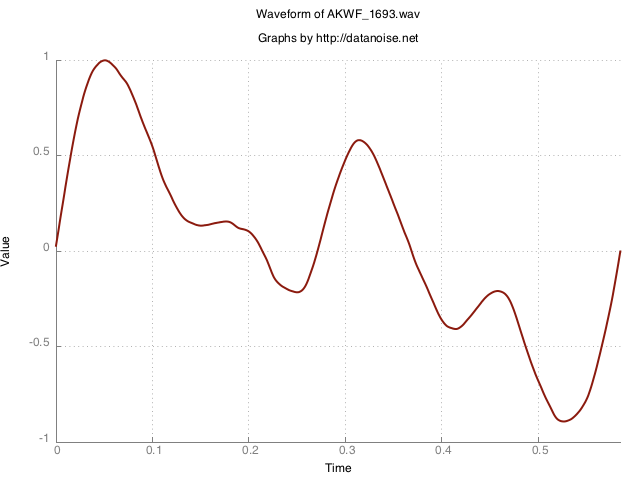 Waveform of AKWF_1693.wav
Graphs by http://datanoise.net
1
0.5
0
-0.5
-1
Value
0 0.1 0.2 0.3 0.4 0.5
Time